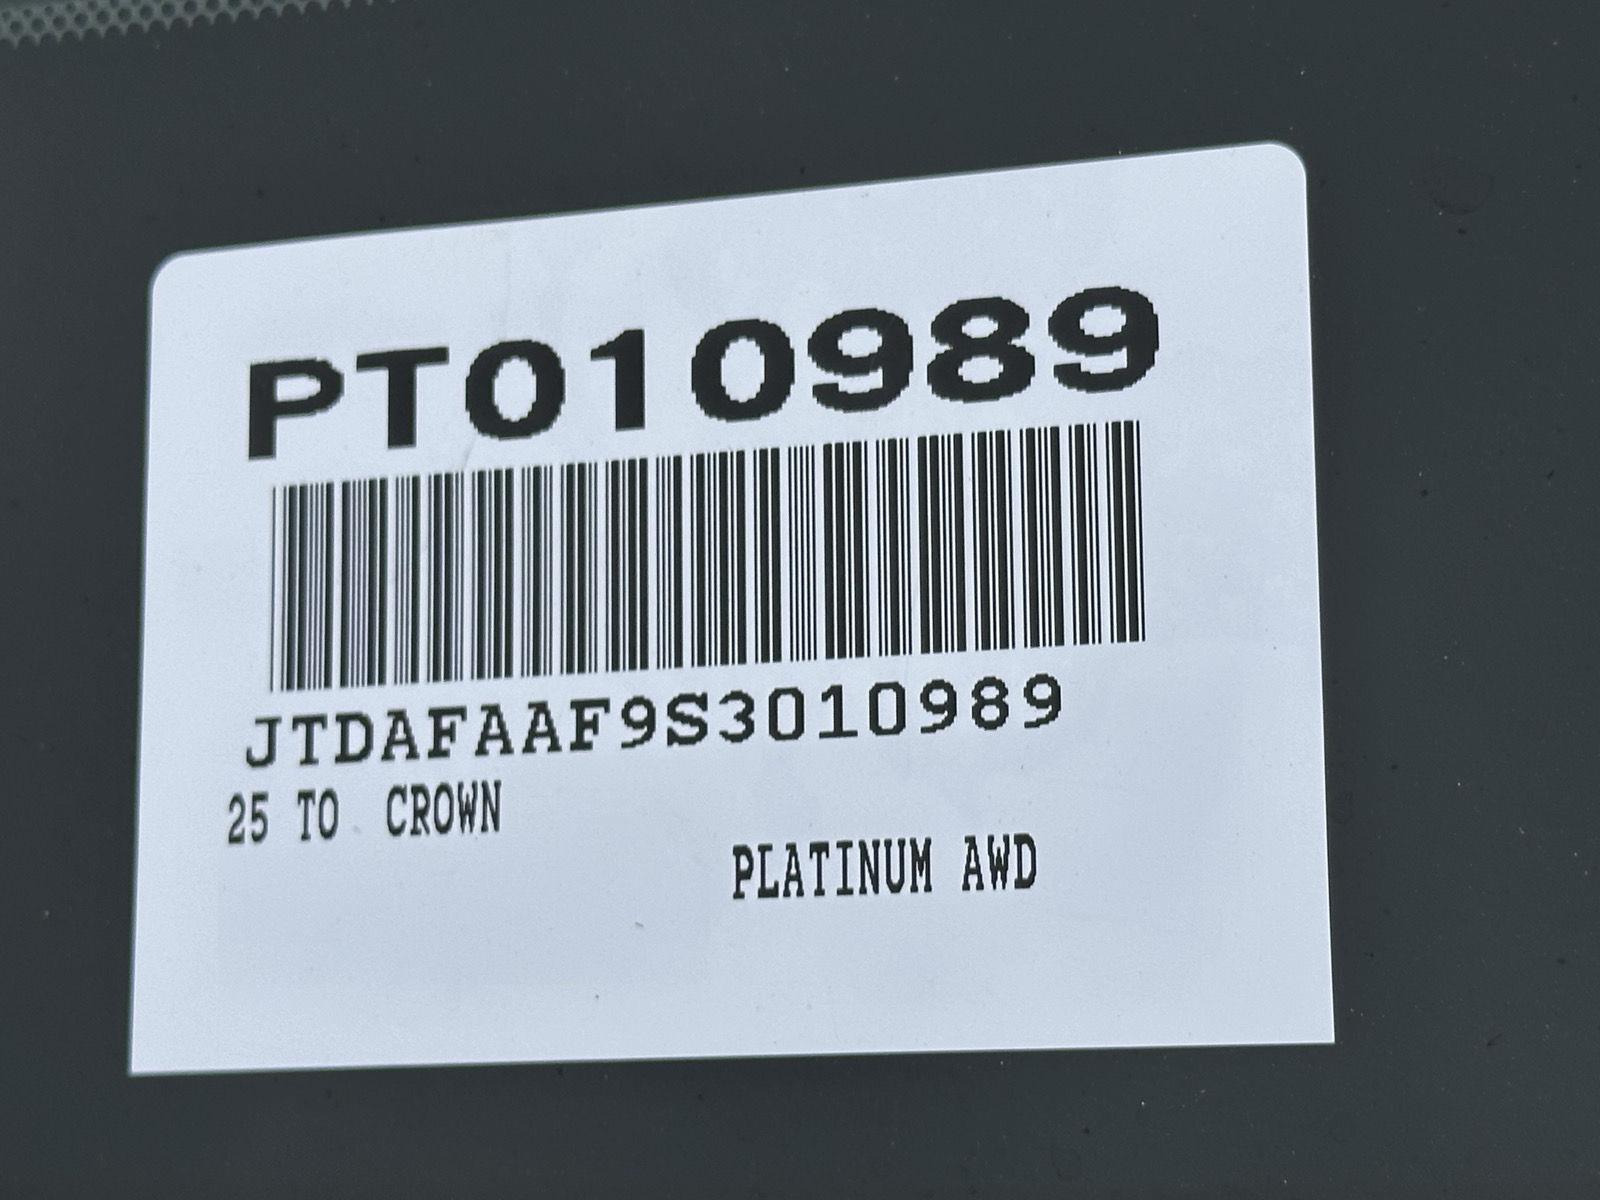 PT010989
JTDAFAAF9S3010989
25 TO CROWN
PLATINUM AWD